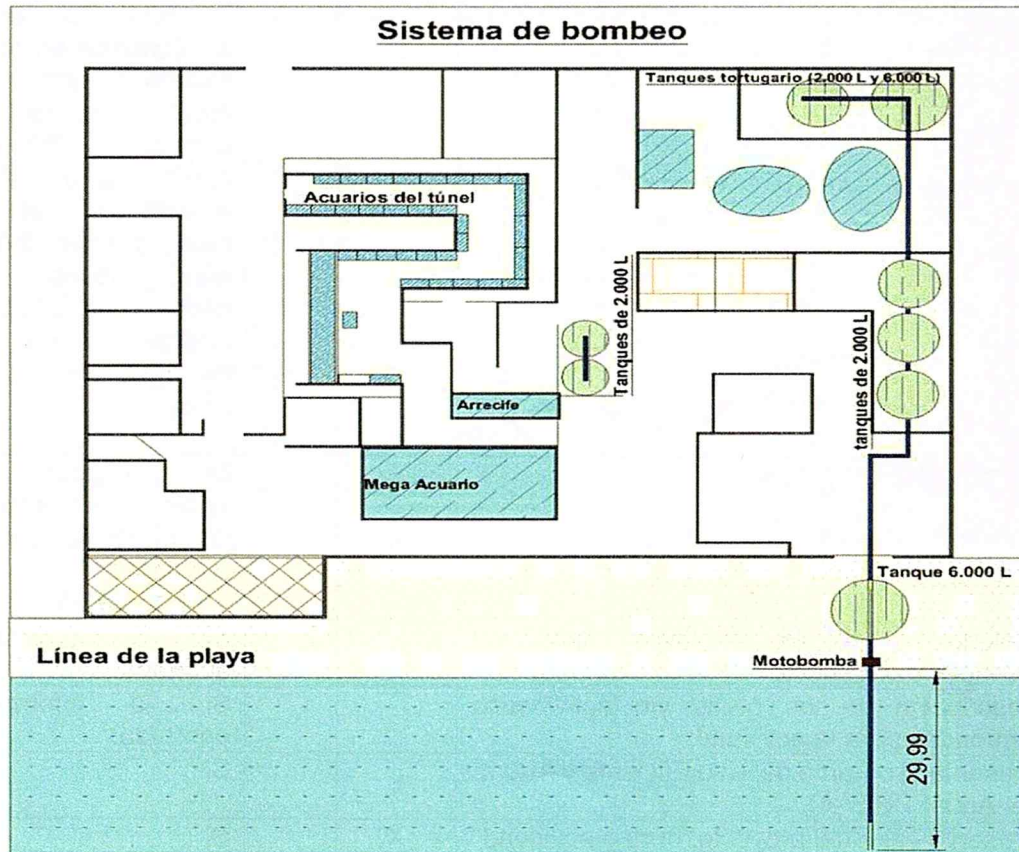 Sistema de bombeo
Tanques tortugario (2.000 L y 6.000 L)
Acuarios del túnel
Tanques de 2.000 L
tanques de 2.000 L
Arrecife
Mega Acuario
Tanque 6.000 L
Línea de la playa
Motobomba
29,99